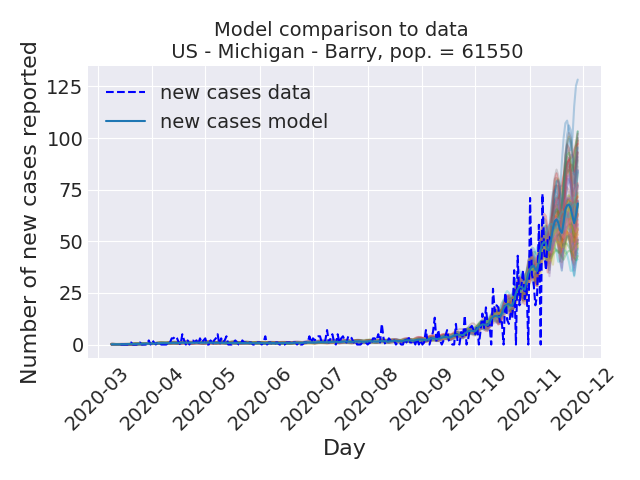 Model comparison to data
US - Michigan - Barry, pop. = 61550
Number of new cases reported
125
100
75
50
25
0
new cases data
new cases model
2020-03
2020-04
2020-05
2020-06
2020-07
2020-08
2020-09
2020-10
2020-11
2020-12
Day